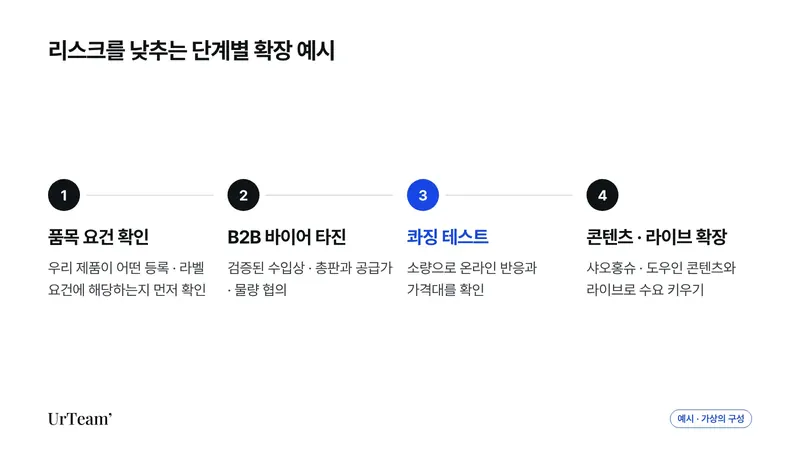 리스크를 낮추는 단계별 확장 예시
1
품목 요건 확인
우리 제품이 어떤 등록 · 라벨
요건에 해당하는지 먼저 확인
2
B2B 바이어 타진
검증된 수입상 · 총판과 공급가
· 물량 협의
3
콰징 테스트
소량으로 온라인 반응과
가격대를 확인
4
콘텐츠 · 라이브 확장
샤오홍슈 · 도우인 콘텐츠와
라이브로 수요 키우기
UrTeam’
예시 · 가상의 구성